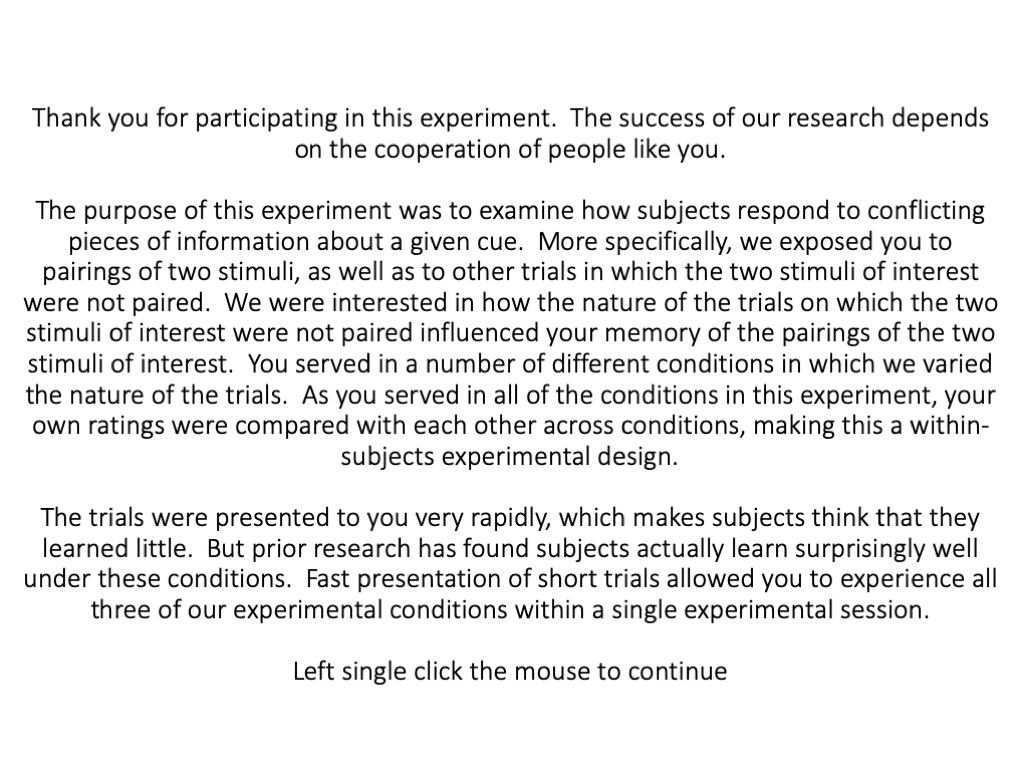 Thank you for participating in this experiment.  The success of our research depends
on the cooperation of people like you.
The purpose of this experiment was to examine how subjects respond to conflicting
pieces of information about a given cue.  More specifically, we exposed you to
pairings of two stimuli, as well as to other trials in which the two stimuli of interest
were not paired.  We were interested in how the nature of the trials on which the two
stimuli of interest were not paired influenced your memory of the pairings of the two
stimuli of interest.  You served in a number of different conditions in which we varied
the nature of the trials.  As you served in all of the conditions in this experiment, your
own ratings were compared with each other across conditions, making this a within-
subjects experimental design.
The trials were presented to you very rapidly, which makes subjects think that they
learned little.  But prior research has found subjects actually learn surprisingly well
under these conditions.  Fast presentation of short trials allowed you to experience all
three of our experimental conditions within a single experimental session.
Left single click the mouse to continue